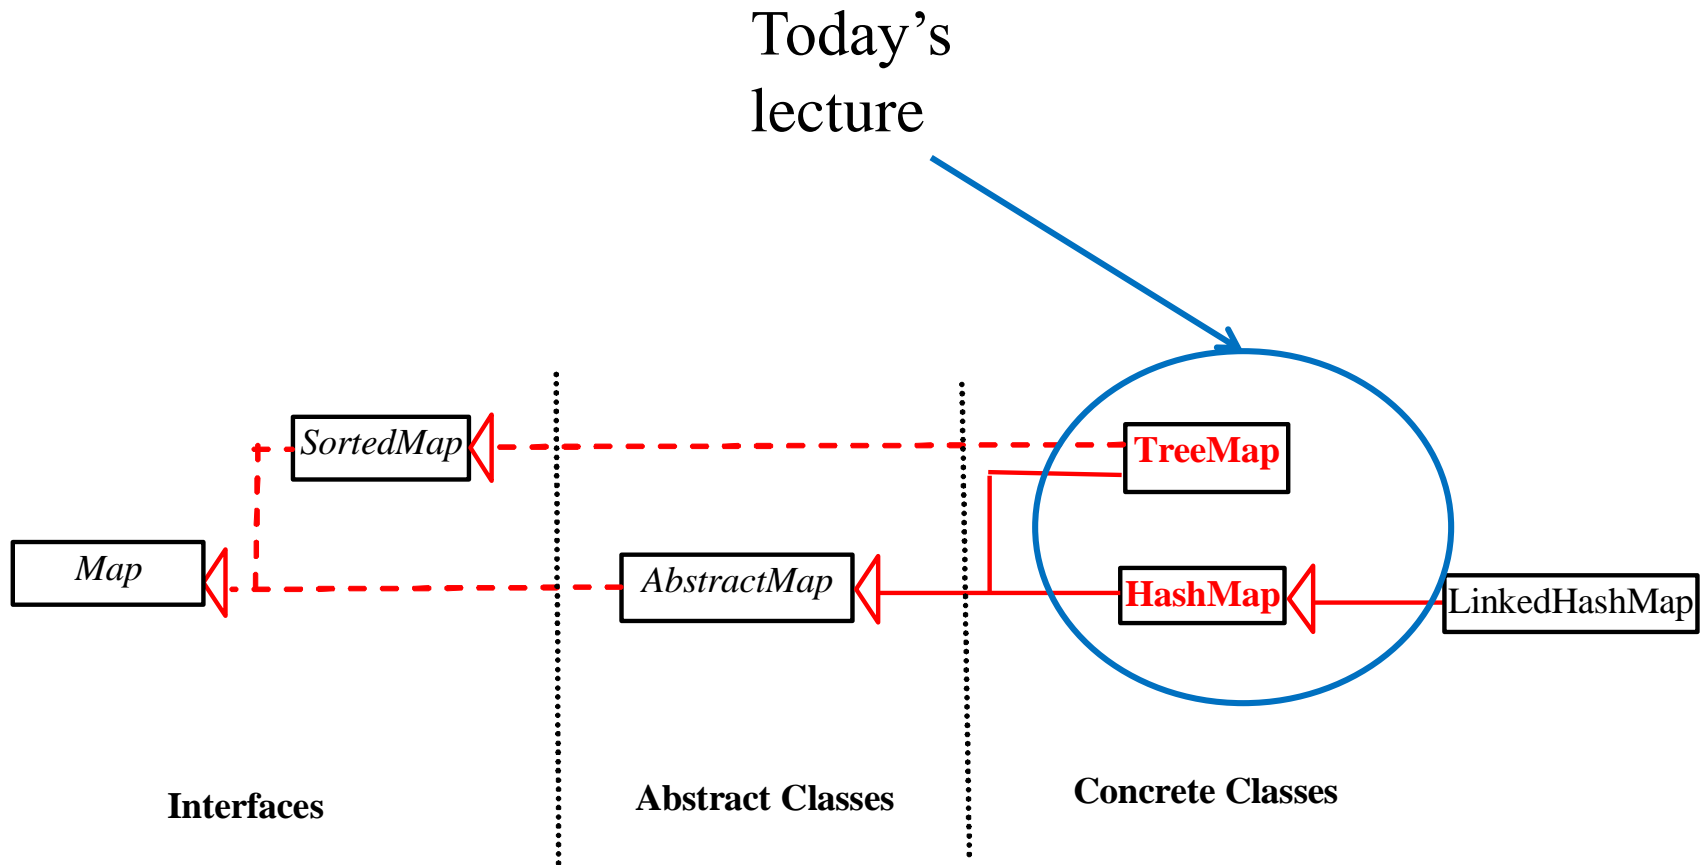 Today’s
lecture
SortedMap
TreeMap
Map
AbstractMap
HashMap
LinkedHashMap
Interfaces
Abstract Classes
Concrete Classes